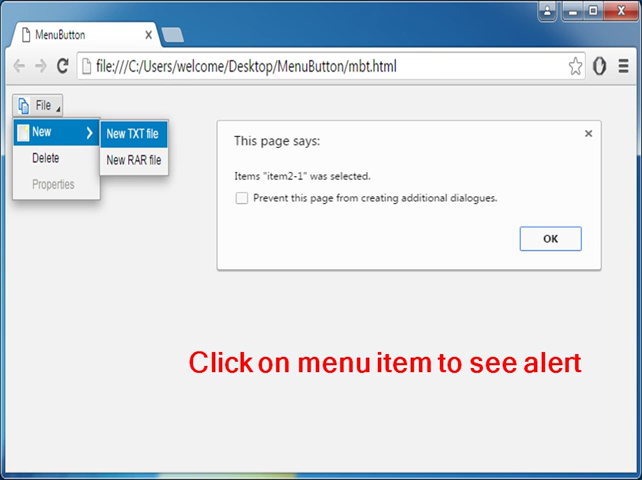 MenuButton
file:///C:/Users/welcome/Desktop/MenuButton/mbt.html
File
New
New TXT file
Delete
New RAR file
Properties
This page says:
Items "item2-1" was selected.
Prevent this page from creating additional dialogues.
OK
Click on menu item to see alert